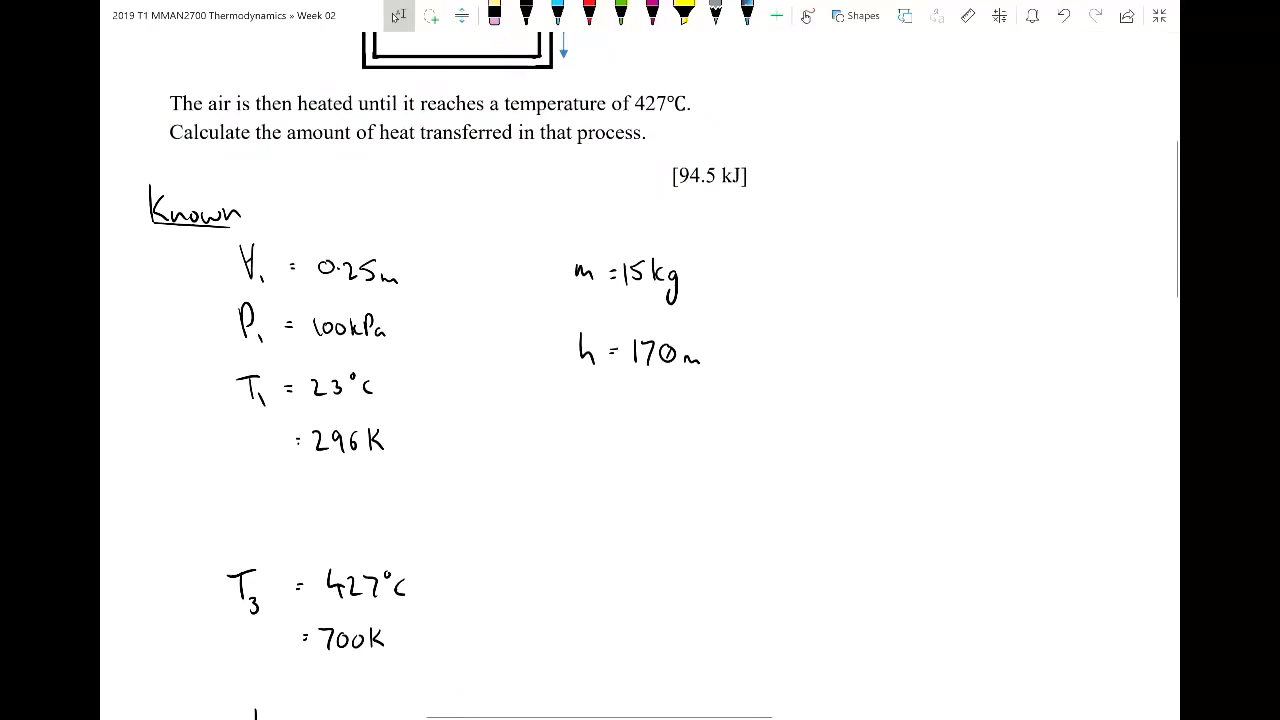 2019 T1 MMAN2700 Thermodynamics » Week 02
Shapes
The air is then heated until it reaches a temperature of 427°C.
Calculate the amount of heat transferred in that process.
[94.5 kJ]
Known
V₁ = 0.25m
m = 15kg
P₁ = 100kPa
h = 170m
T₁ = 23°C
= 296K
T₃ = 427°C
= 700K